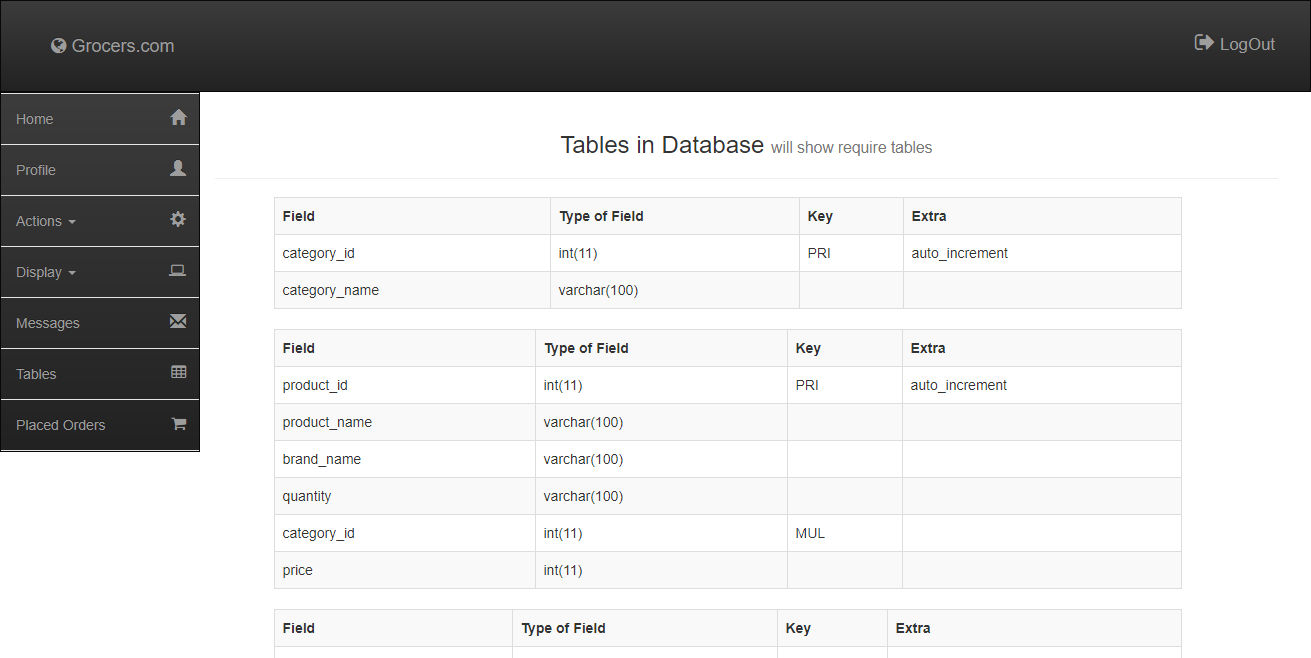 Grocers.com
LogOut
Home
Profile
Actions
Display
Messages
Tables
Placed Orders
Tables in Database will show require tables
Field Type of Field Key Extra
category_id int(11) PRI auto_increment
category_name varchar(100)
Field Type of Field Key Extra
product_id int(11) PRI auto_increment
product_name varchar(100)
brand_name varchar(100)
quantity varchar(100)
category_id int(11) MUL
price int(11)
Field Type of Field Key Extra